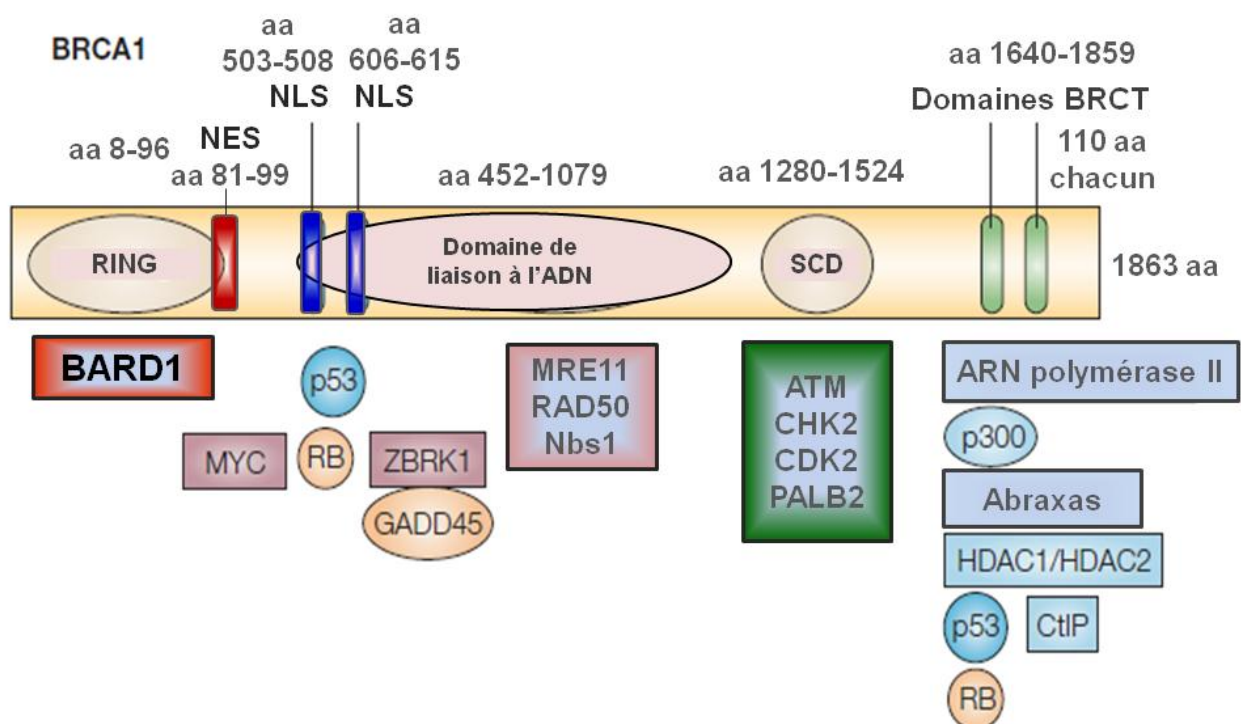 BRCA1
aa
503-508
NLS
aa
606-615
NLS
aa 1640-1859
Domaines BRCT
110 aa
chacun
aa 8-96
NES
aa 81-99
aa 452-1079
aa 1280-1524
RING
Domaine de
liaison à l'ADN
SCD
1863 aa
BARD1
p53
RB
MYC
ZBRK1
GADD45
MRE11
RAD50
Nbs1
ATM
CHK2
CDK2
PALB2
ARN polymérase II
p300
Abraxas
HDAC1/HDAC2
p53
CtIP
RB